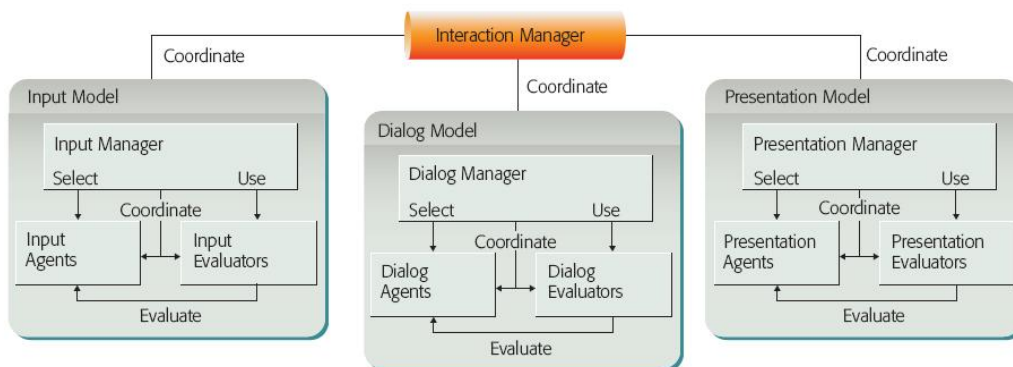 Interaction Manager
Coordinate
Coordinate
Coordinate
Input Model
Input Manager
Select
Use
Coordinate
Input
Agents
Input
Evaluators
Evaluate
Dialog Model
Dialog Manager
Select
Use
Coordinate
Dialog
Agents
Dialog
Evaluators
Evaluate
Presentation Model
Presentation Manager
Select
Use
Coordinate
Presentation
Agents
Presentation
Evaluators
Evaluate